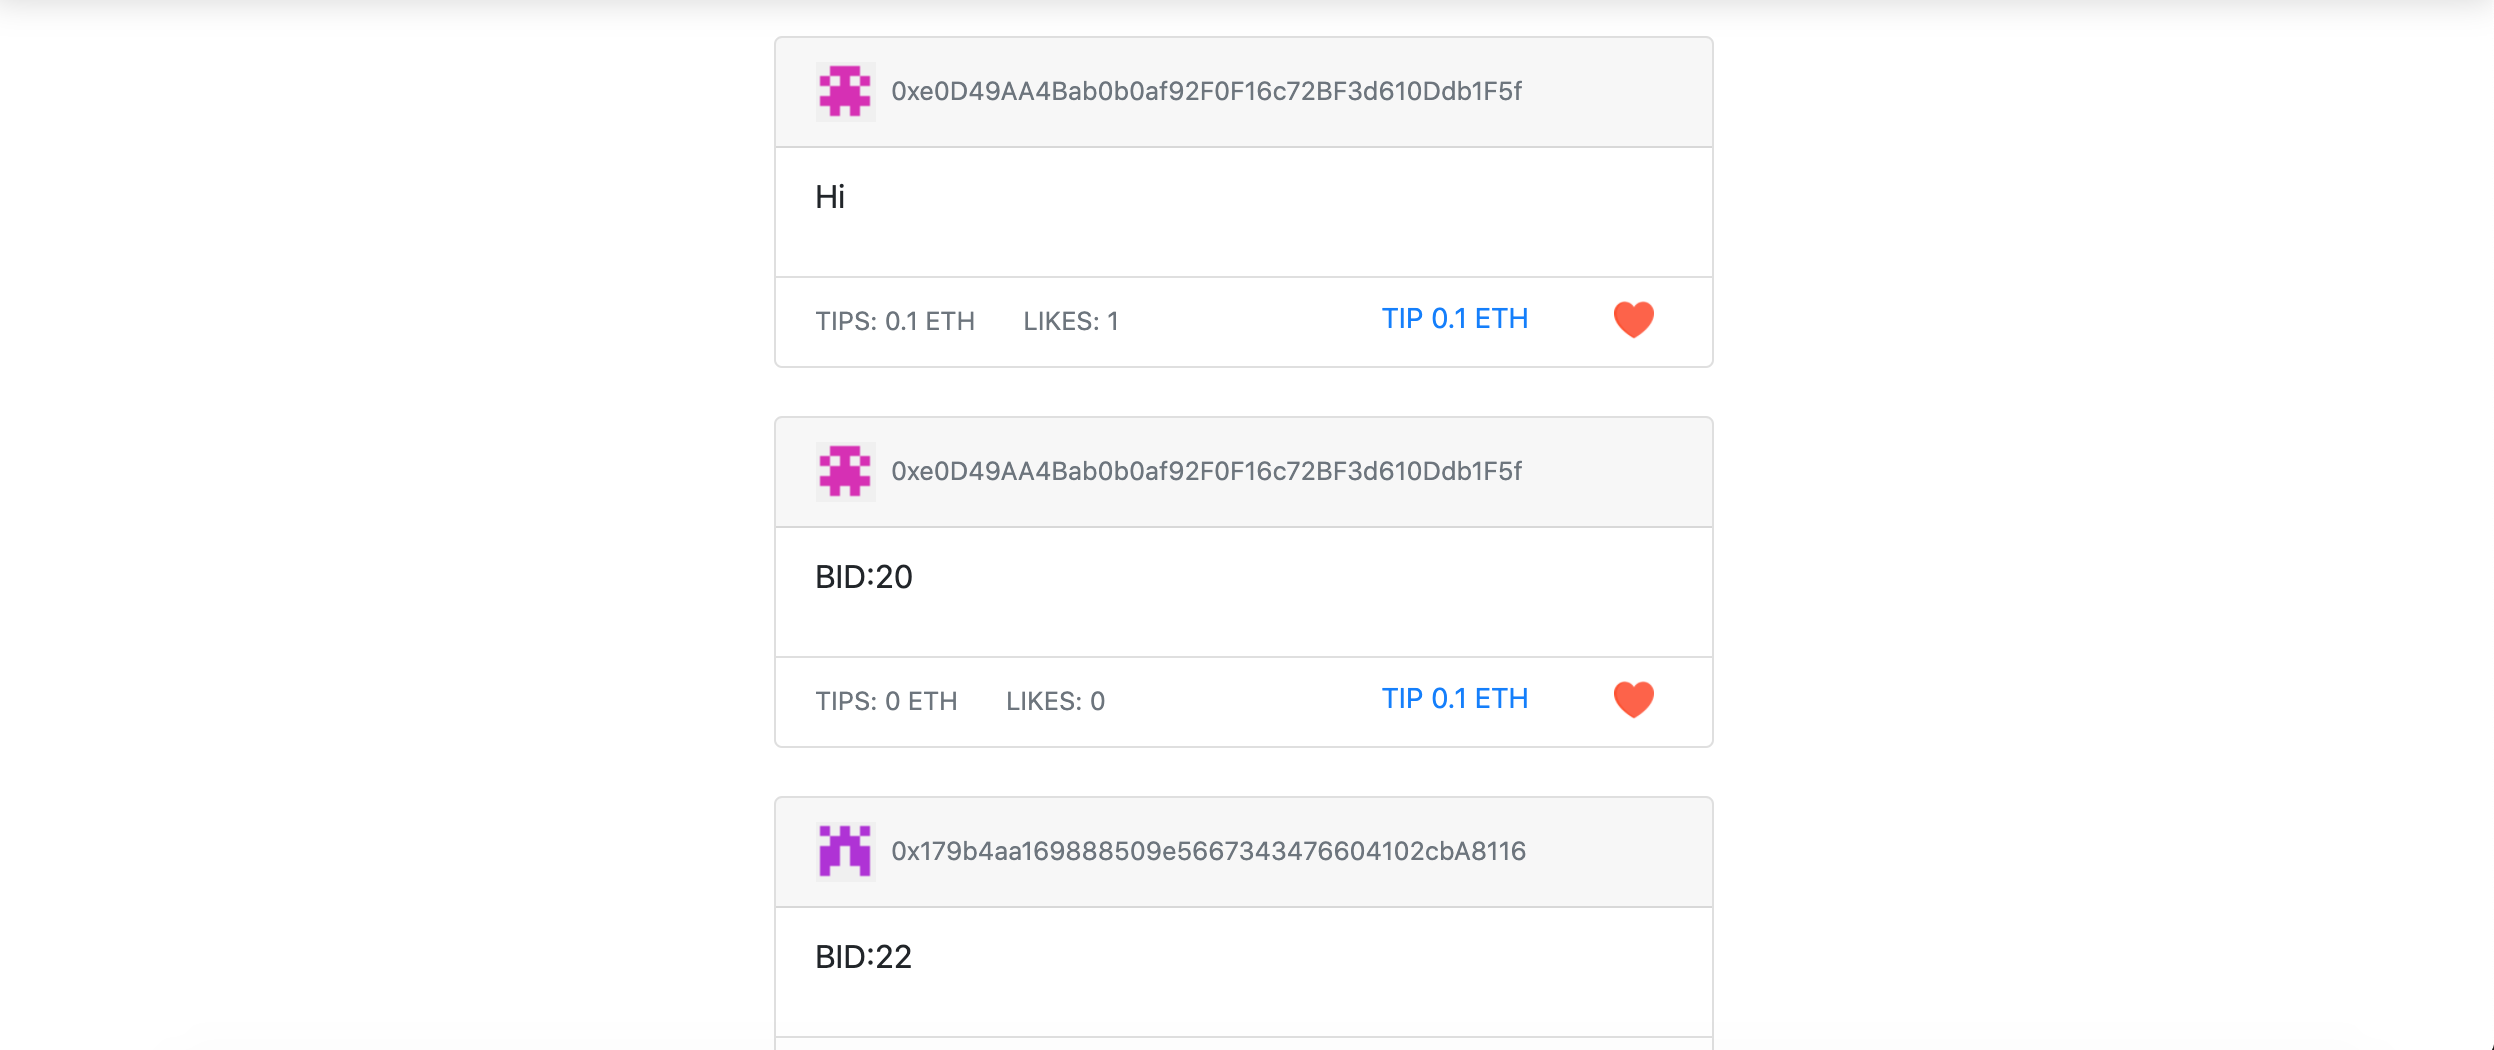 0xe0D49AA4Bab0b0af92F0F16c72BF3d610Ddb1F5f
Hi
TIPS: 0.1 ETH LIKES: 1 TIP 0.1 ETH
0xe0D49AA4Bab0b0af92F0F16c72BF3d610Ddb1F5f
BID:20
TIPS: 0 ETH LIKES: 0 TIP 0.1 ETH
0x179b4aa169888509e5667343476604102cbA8116
BID:22